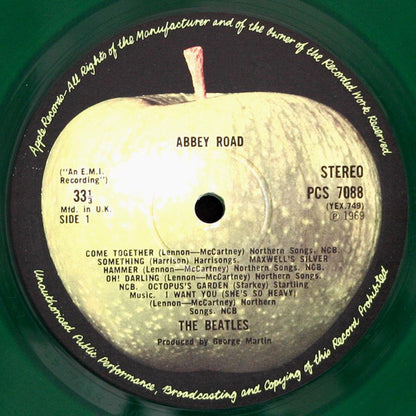 Apple Records—All Rights of the Manufacturer and of the owner of the Recorded Work Reserved
ABBEY ROAD
("An E.M.I.
Recording")
33⅓
Mfd. in U.K.
SIDE 1
STEREO
PCS 7088
(YEX.749)
℗ 1969
COME TOGETHER (Lennon—McCartney) Northern Songs. NCB.
SOMETHING (Harrison) Harrisongs. MAXWELL'S SILVER
HAMMER (Lennon—McCartney) Northern Songs. NCB.
OH! DARLING (Lennon—McCartney) Northern Songs.
NCB. OCTOPUS'S GARDEN (Starkey) Startling
Music. I WANT YOU (SHE'S SO HEAVY)
(Lennon—McCartney) Northern
Songs. NCB
THE BEATLES
Produced by George Martin
Unauthorised Public Performance, Broadcasting and Copying of this Record Prohibited